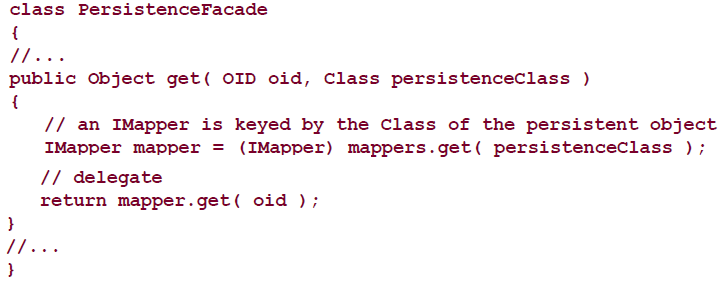 class PersistenceFacade
{
//...
public Object get( OID oid, Class persistenceClass )
{
// an IMapper is keyed by the Class of the persistent object
IMapper mapper = (IMapper) mappers.get( persistenceClass );
// delegate
return mapper.get( oid );
}
//...
}